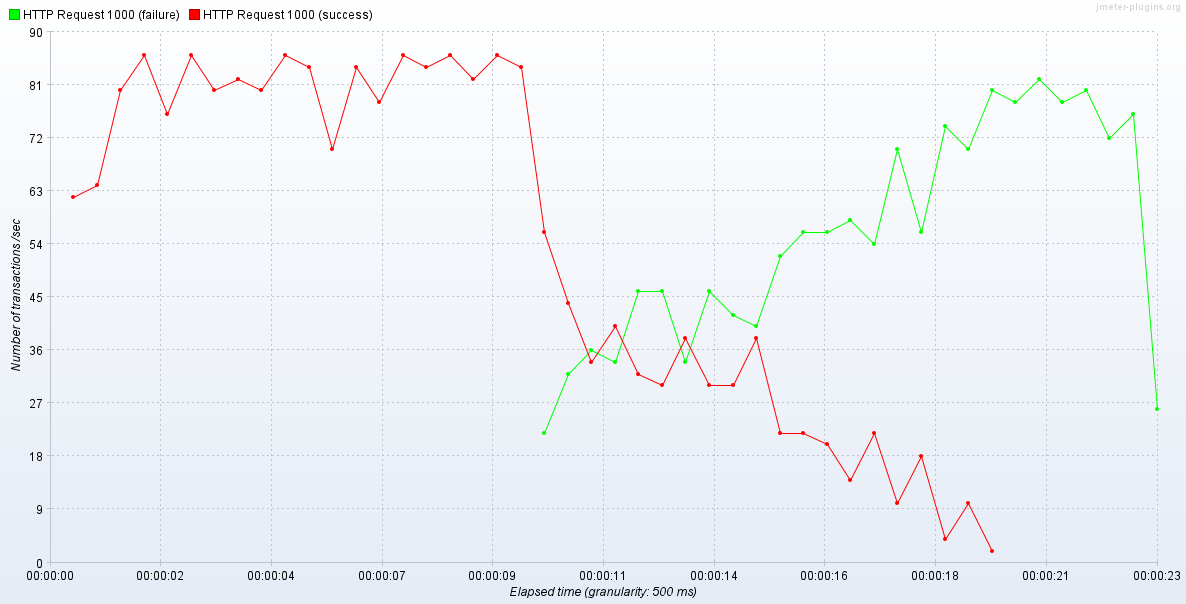 jmeter-plugins.org
HTTP Request 1000 (failure) HTTP Request 1000 (success)
90
81
72
63
54
45
36
27
18
9
0
Number of transactions /sec
00:00:00 00:00:02 00:00:04 00:00:07 00:00:09 00:00:11 00:00:14 00:00:16 00:00:18 00:00:21 00:00:23
Elapsed time (granularity: 500 ms)